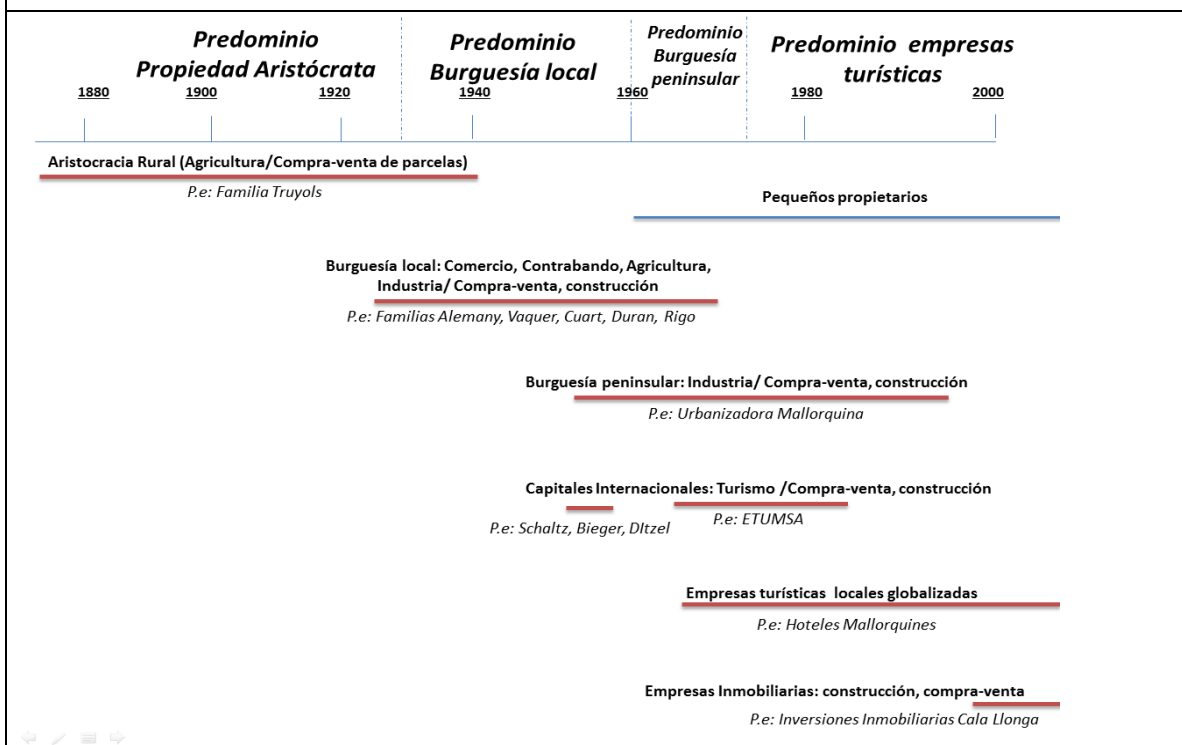 Predominio
Propiedad Aristócrata
Predominio
Burguesía local
Predominio
Burguesía
peninsular
Predominio empresas
turísticas
1880
1900
1920
1940
1960
1980
2000
Aristocracia Rural (Agricultura/Compra-venta de parcelas)
P.e: Familia Truyols
Pequeños propietarios
Burguesía local: Comercio, Contrabando, Agricultura,
Industria/ Compra-venta, construcción
P.e: Familias Alemany, Vaquer, Cuart, Duran, Rigo
Burguesía peninsular: Industria/ Compra-venta, construcción
P.e: Urbanizadora Mallorquina
Capitales Internacionales: Turismo /Compra-venta, construcción
P.e: Schaltz, Bieger, DItzel
P.e: ETUMSA
Empresas turísticas locales globalizadas
P.e: Hoteles Mallorquines
Empresas Inmobiliarias: construcción, compra-venta
P.e: Inversiones Inmobiliarias Cala Llonga